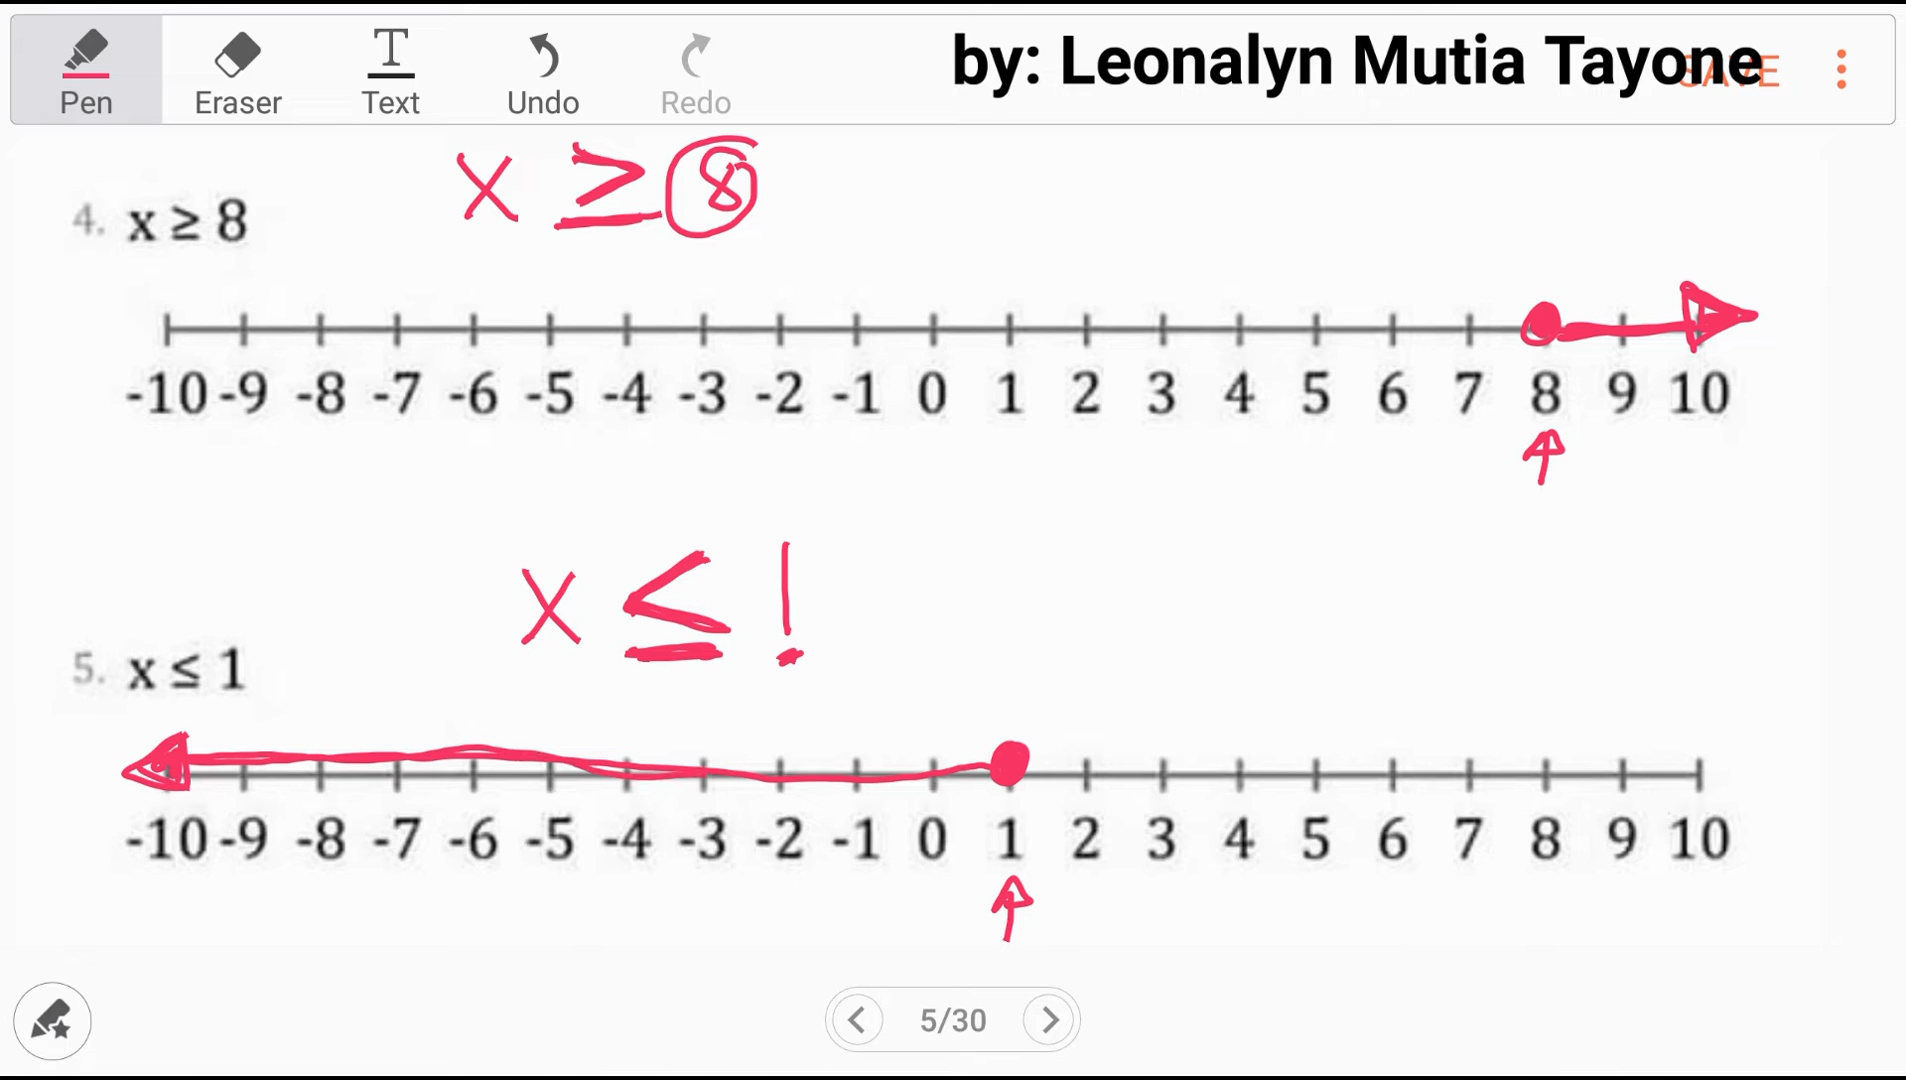 by: Leonalyn Mutia Tayone
SAVE
Pen Eraser Text Undo Redo
x ≥ 8
4. x ≥ 8
-10 -9 -8 -7 -6 -5 -4 -3 -2 -1 0 1 2 3 4 5 6 7 8 9 10
x ≤ 1
5. x ≤ 1
-10 -9 -8 -7 -6 -5 -4 -3 -2 -1 0 1 2 3 4 5 6 7 8 9 10
5/30